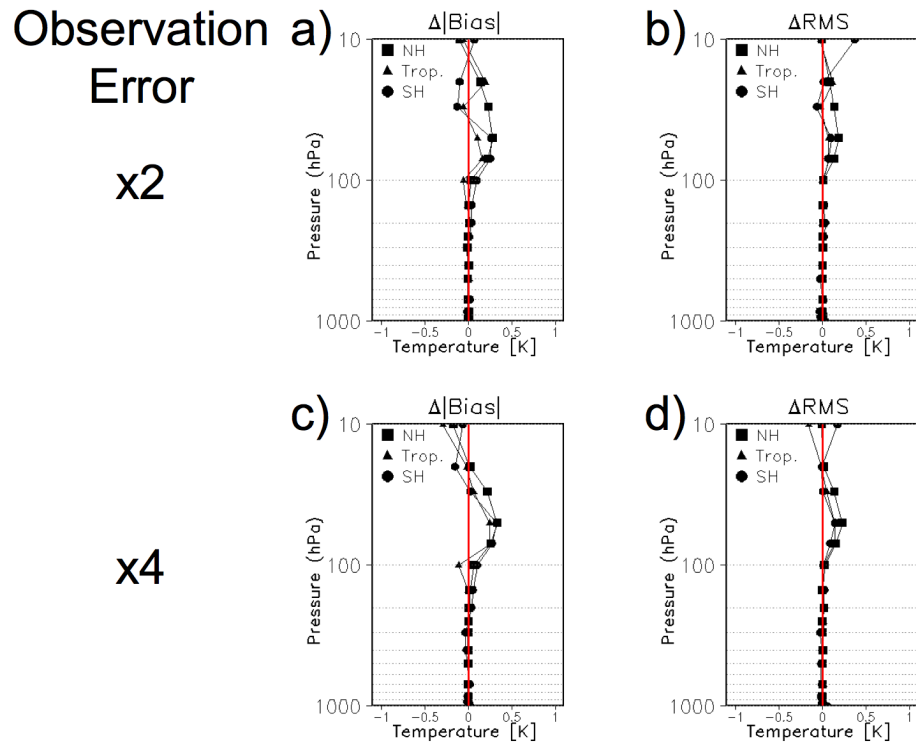 Observation
Error
x2
a)
Δ|Bias|
NH
Trop.
SH
Pressure (hPa)
10
100
1000
-1 -0.5 0 0.5 1
Temperature [K]
b)
ΔRMS
NH
Trop.
SH
Pressure (hPa)
10
100
1000
-1 -0.5 0 0.5 1
Temperature [K]
x4
c)
Δ|Bias|
NH
Trop.
SH
Pressure (hPa)
10
100
1000
-1 -0.5 0 0.5 1
Temperature [K]
d)
ΔRMS
NH
Trop.
SH
Pressure (hPa)
10
100
1000
-1 -0.5 0 0.5 1
Temperature [K]